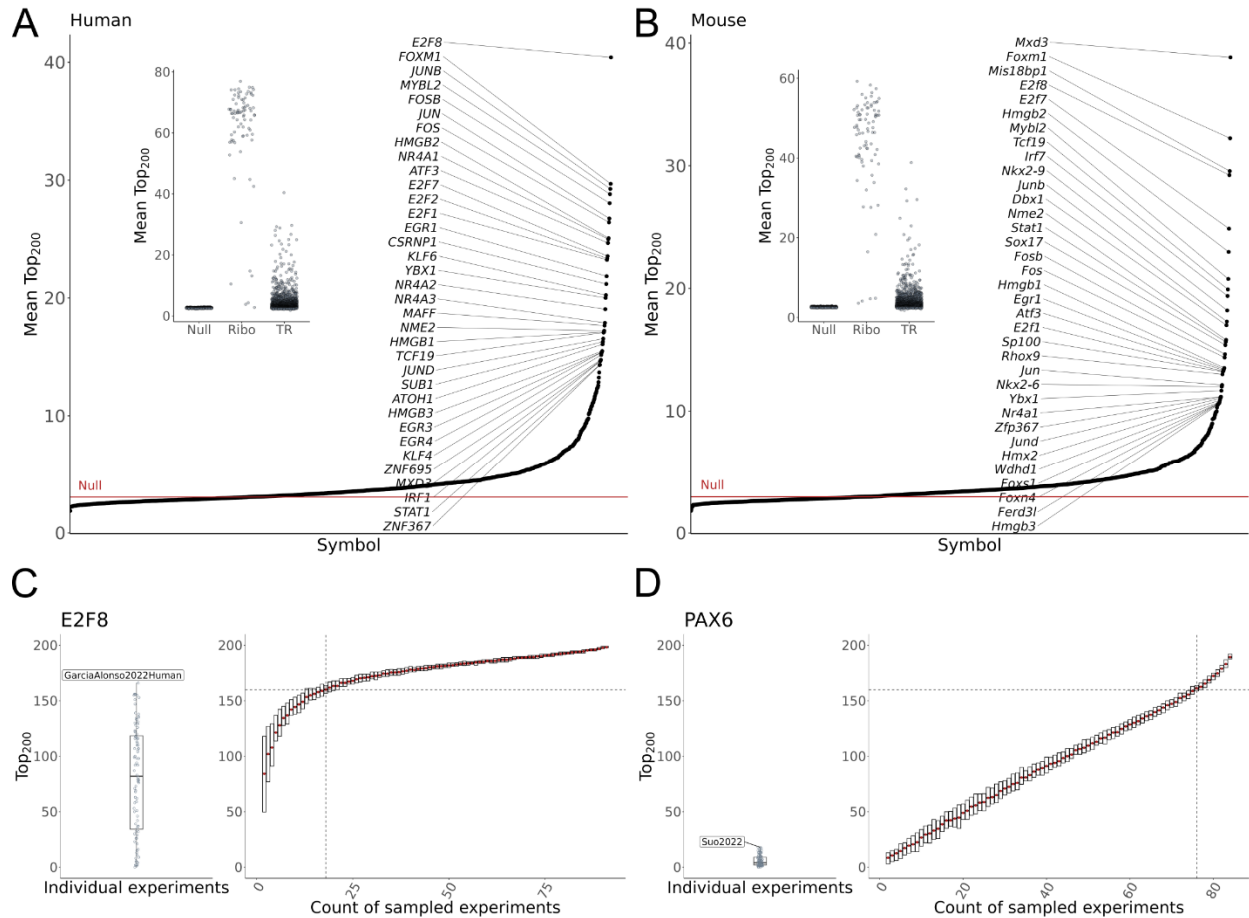 A
Human
Mean Top200
40
30
20
10
0
E2F8
FOXM1
JUNB
MYBL2
FOSB
JUN
FOS
HMGB2
NR4A1
ATF3
E2F7
E2F2
E2F1
EGR1
CSRNP1
KLF6
YBX1
NR4A2
NR4A3
MAFF
NME2
HMGB1
TCF19
JUND
SUB1
ATOH1
HMGB3
EGR3
EGR4
KLF4
ZNF695
MXD3
IRF1
STAT1
ZNF367
Mean Top200
80
60
40
20
0
Null Ribo TR
Null
Symbol
B
Mouse
Mean Top200
40
30
20
10
0
Mxd3
Foxm1
Mis18bp1
E2f8
E2f7
Hmgb2
Mybl2
Tcf19
Irf7
Nkx2-9
Junb
Dbx1
Nme2
Stat1
Sox17
Fosb
Fos
Hmgb1
Egr1
Atf3
E2f1
Sp100
Rhox9
Jun
Nkx2-6
Ybx1
Nr4a1
Zfp367
Jund
Hmx2
Wdhd1
Foxs1
Foxn4
Ferd3l
Hmgb3
Mean Top200
60
40
20
0
Null Ribo TR
Null
Symbol
C
E2F8
Top200
200
150
100
50
0
GarciaAlonso2022Human
Individual experiments
200
150
100
50
0
0 25 50 75
Count of sampled experiments
D
PAX6
Top200
200
150
100
50
0
Suo2022
Individual experiments
200
150
100
50
0
0 20 40 60 80
Count of sampled experiments